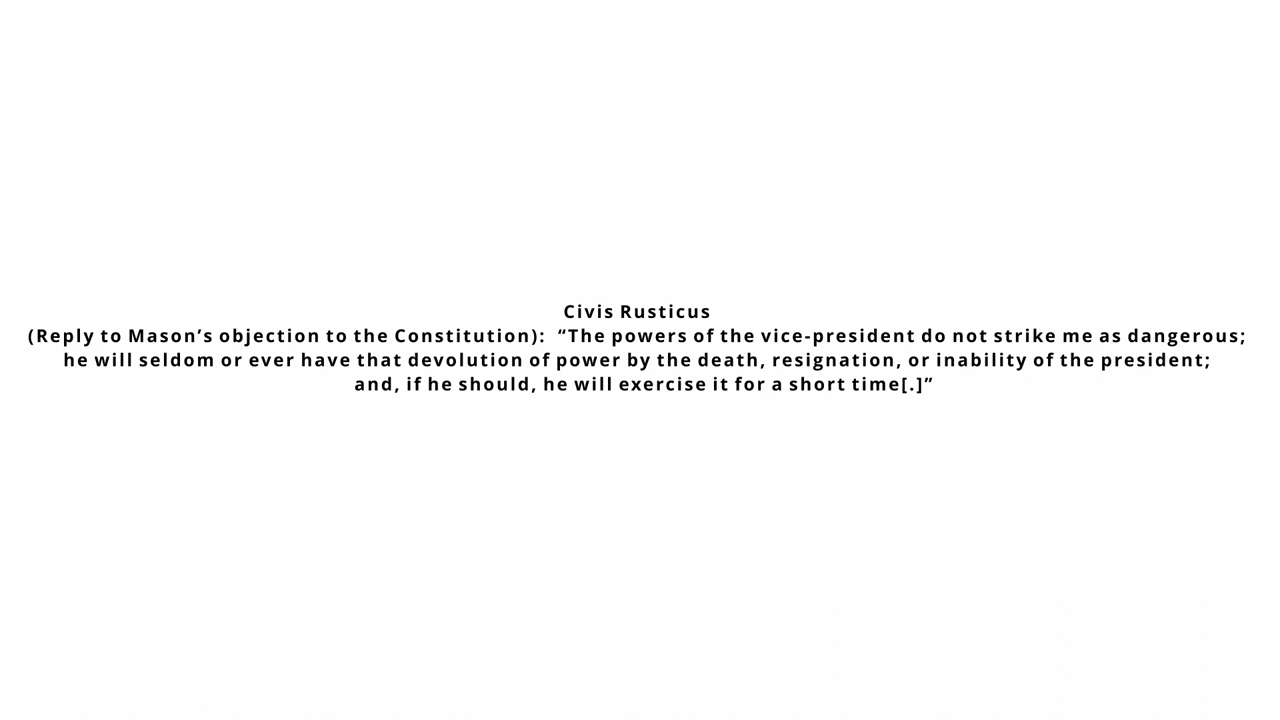 Civis Rusticus
(Reply to Mason’s objection to the Constitution): “The powers of the vice-president do not strike me as dangerous;
he will seldom or ever have that devolution of power by the death, resignation, or inability of the president;
and, if he should, he will exercise it for a short time[.]”